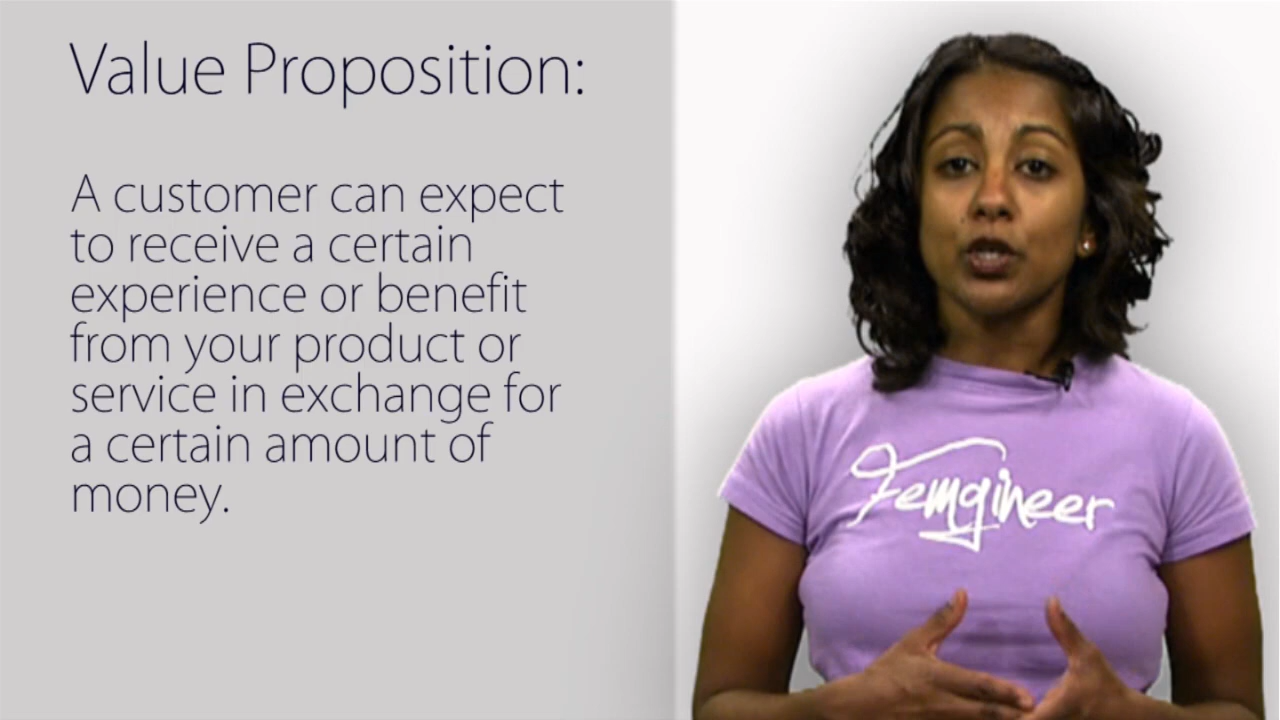 Value Proposition:
A customer can expect
to receive a certain
experience or benefit
from your product or
service in exchange for
a certain amount of
money.
Femgineer